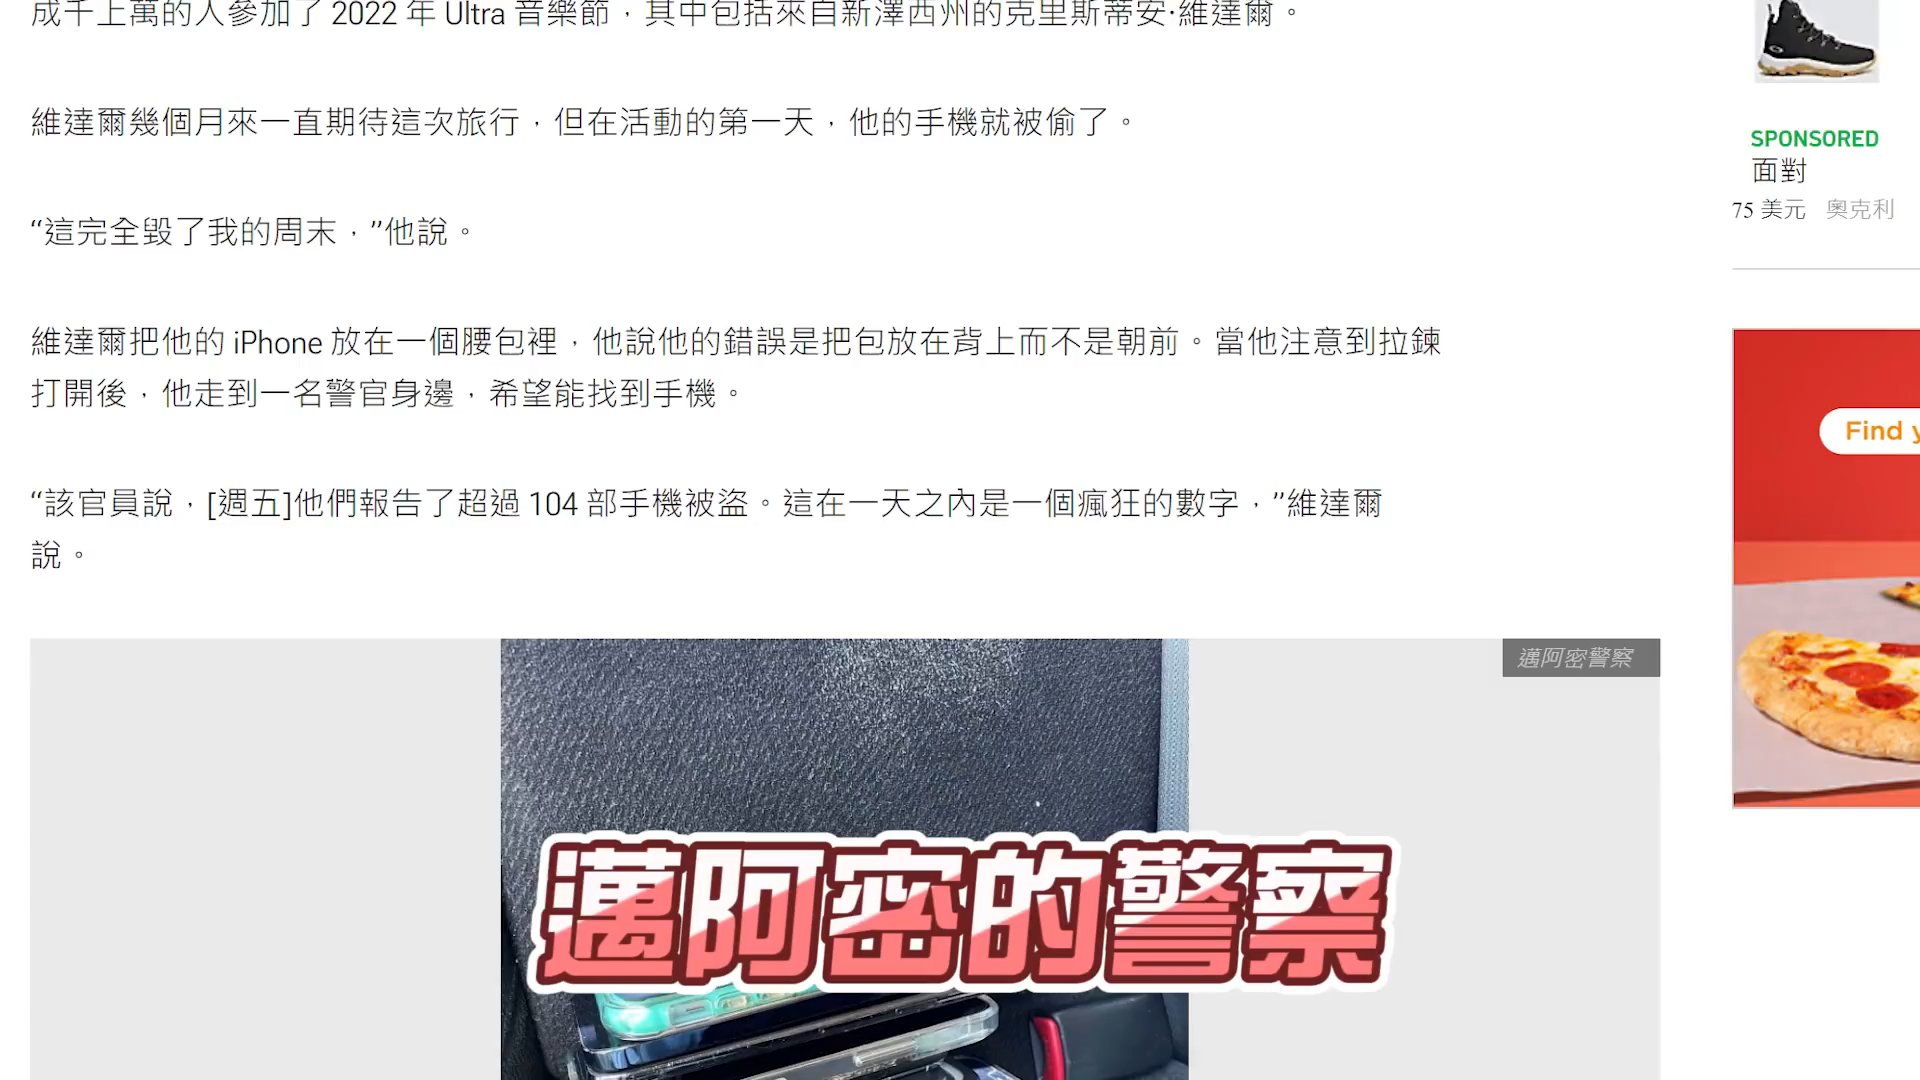 成千上萬的人參加了 2022 年 Ultra 音樂節，其中包括來自新澤西州的克里斯蒂安·維達爾。
維達爾幾個月來一直期待這次旅行，但在活動的第一天，他的手機就被偷了。
“這完全毀了我的周末，”他說。
維達爾把他的 iPhone 放在一個腰包裡，他說他的錯誤是把包放在背上而不是朝前。當他注意到拉鍊
打開後，他走到一名警官身邊，希望能找到手機。
“該官員說，[週五]他們報告了超過 104 部手機被盜。這在一天之內是一個瘋狂的數字，”維達爾
說。
邁阿密警察
邁阿密的警察
SPONSORED
面對
75 美元 奧克利
Find